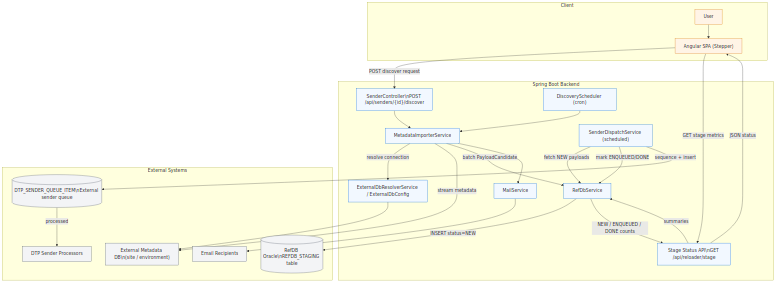 Client
User
Angular SPA (Stepper)
POST discover request
Spring Boot Backend
SenderController\nPOST
/api/senders/{id}/discover
DiscoveryScheduler
(cron)
MetadataImporterService
SenderDispatchService
(scheduled)
GET stage metrics
JSON status
resolve connection
batch PayloadCandidate
fetch NEW payloads
mark ENQUEUED/DONE
sequence + insert
External Systems
DTP_SENDER_QUEUE_ITEM\nExternal
sender queue
stream metadata
ExternalDbResolverService
/ ExternalDbConfig
MailService
RefDbService
processed
INSERT status=NEW
NEW / ENQUEUED /
DONE counts
summaries
DTP Sender Processors
External Metadata
DB\n(site / environment)
Email Recipients
RefDB
Oracle\nREFDB_STAGING
table
Stage Status API\nGET
/api/reloader/stage